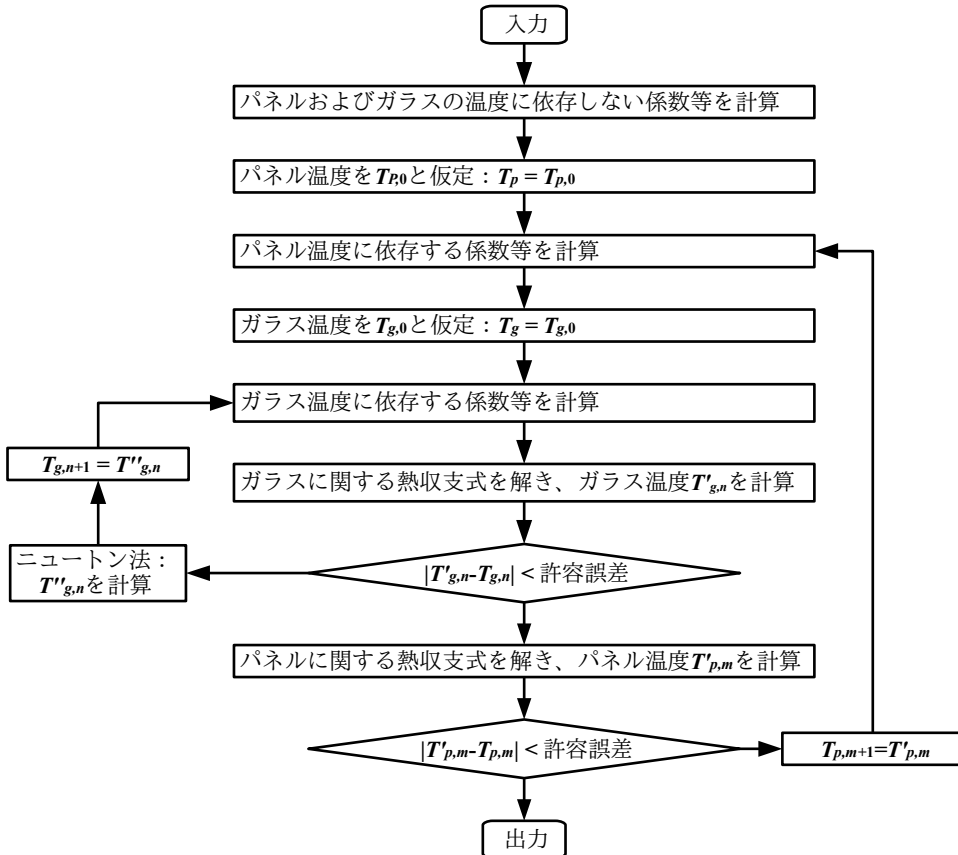 入力
パネルおよびガラスの温度に依存しない係数等を計算
パネル温度をTP,0と仮定：Tp = Tp,0
パネル温度に依存する係数等を計算
ガラス温度をTg,0と仮定：Tg = Tg,0
ガラス温度に依存する係数等を計算
Tg,n+1 = T''g,n
ガラスに関する熱収支式を解き、ガラス温度T'g,nを計算
ニュートン法：
T''g,nを計算
|T'g,n-Tg,n|＜許容誤差
パネルに関する熱収支式を解き、パネル温度T'p,mを計算
|T'p,m-Tp,m|＜許容誤差
Tp,m+1=T'p,m
出力